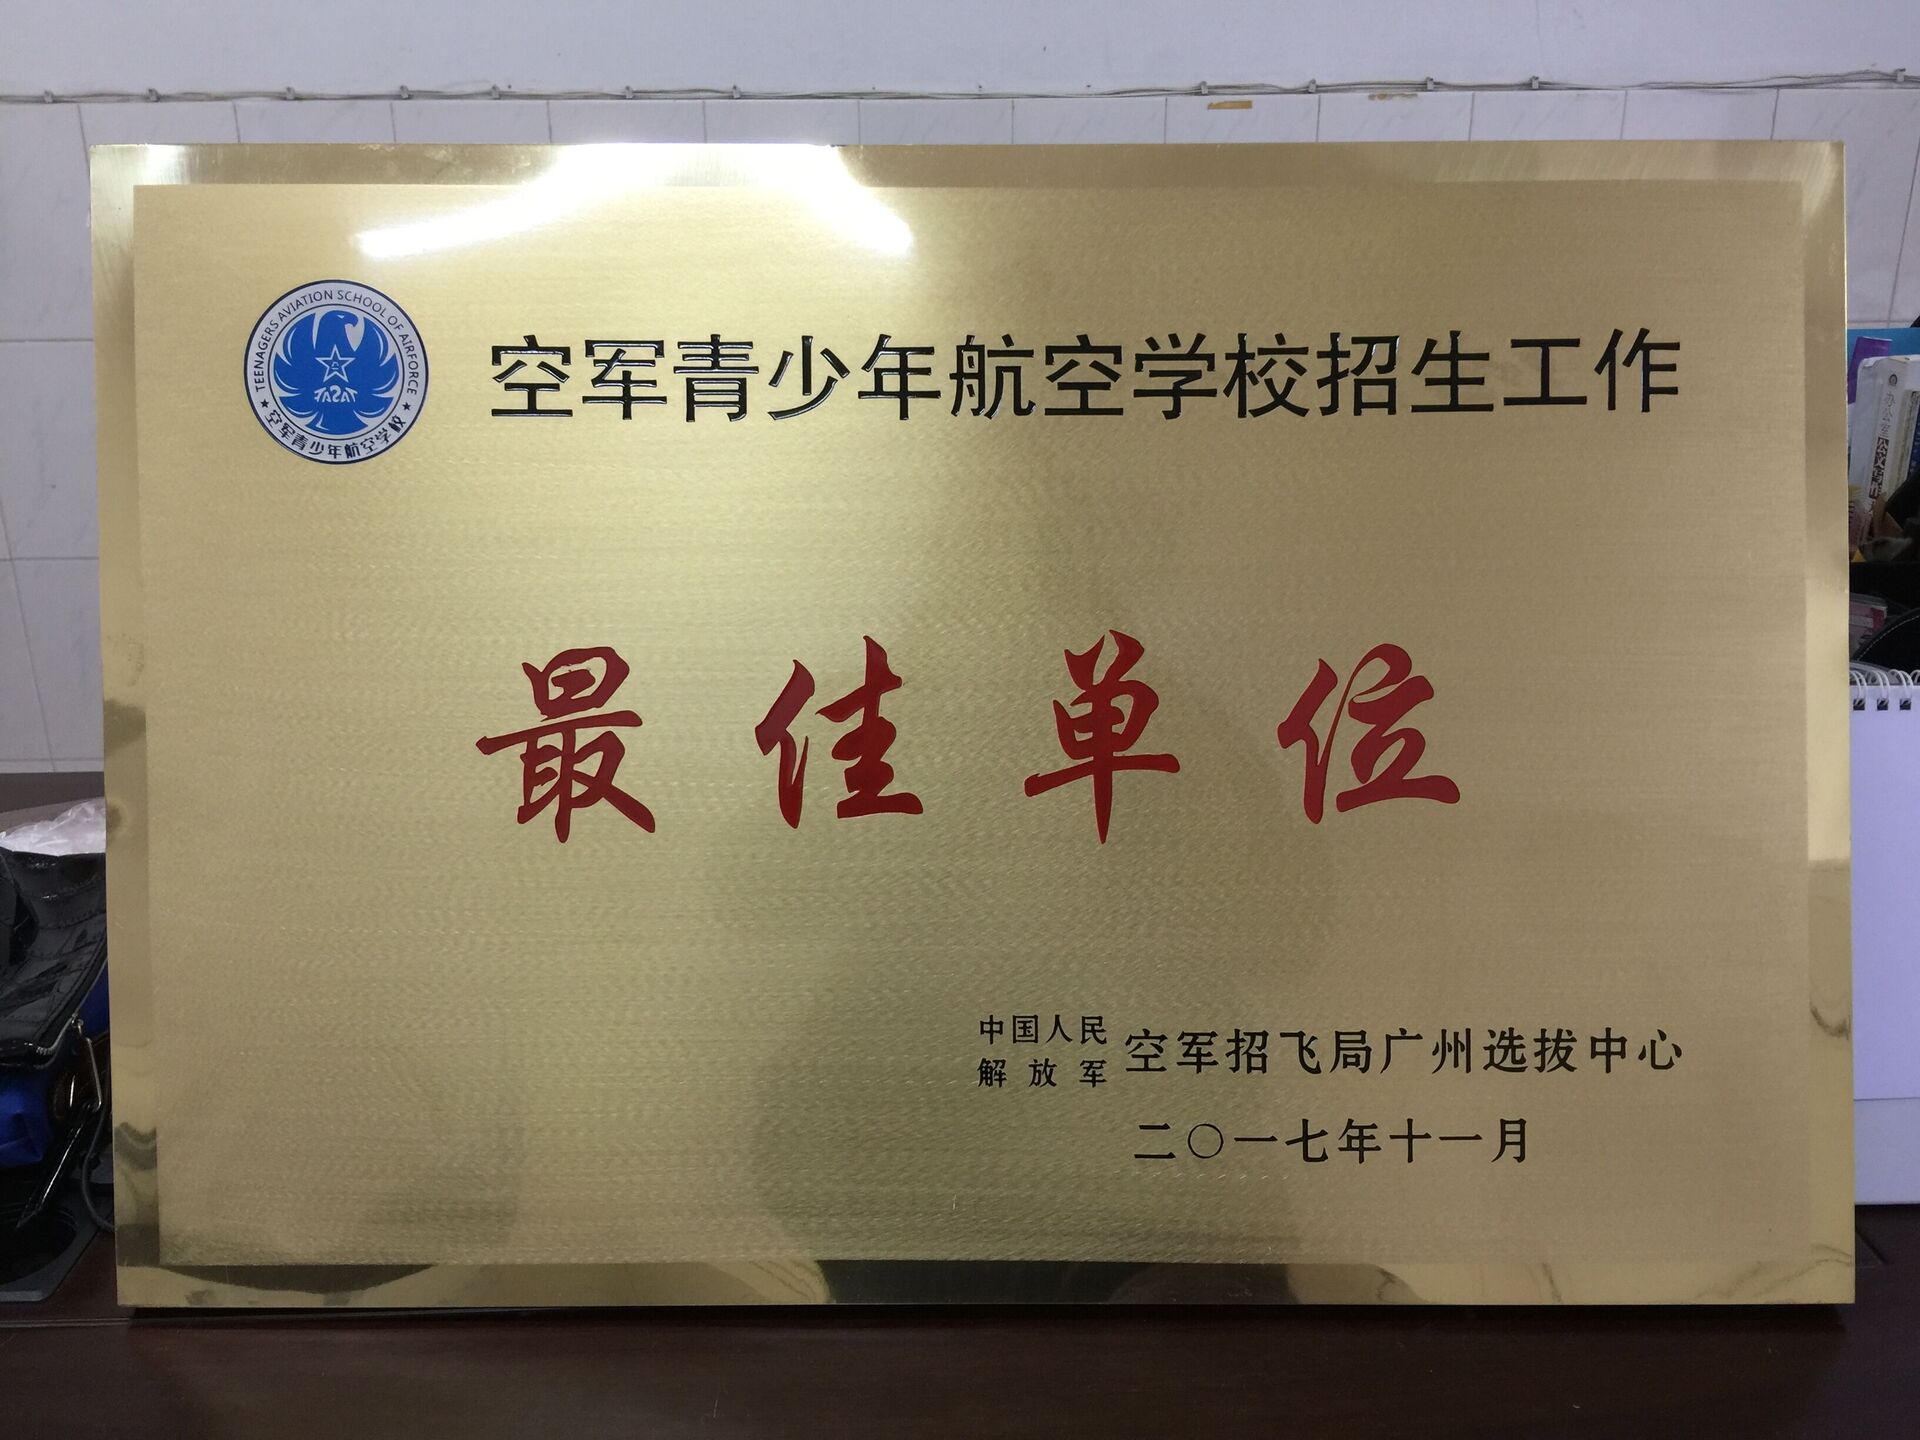 TEENAGERS AVIATION SCHOOL OF AIRFORCE
空军青少年航空学校
空军青少年航空学校招生工作
最佳单位
中国人民
解放军
空军招飞局广州选拔中心
二〇一七年十一月
办公室